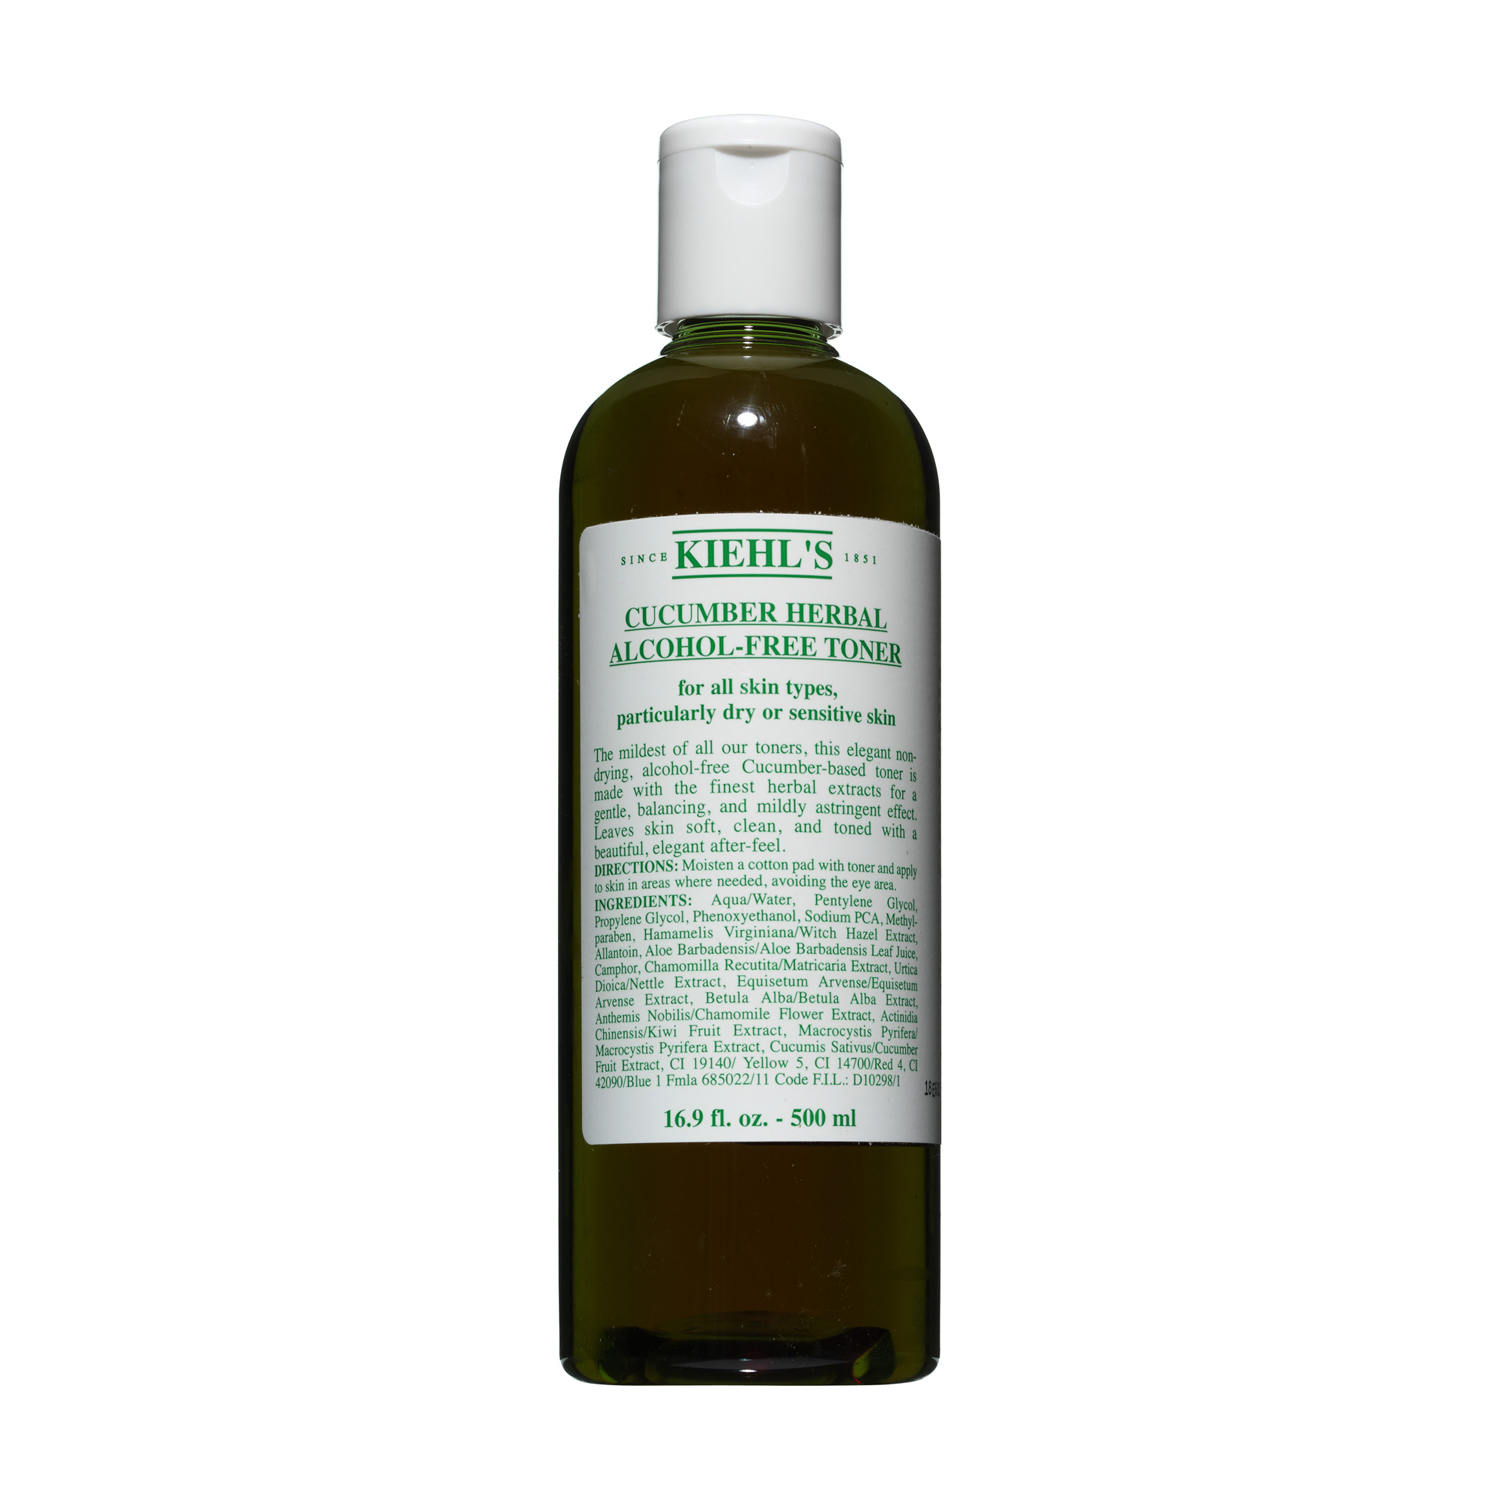 SINCE KIEHL'S 1851
CUCUMBER HERBAL
ALCOHOL-FREE TONER
for all skin types,
particularly dry or sensitive skin
The mildest of all our toners, this elegant non-
drying, alcohol-free Cucumber-based toner is
made with the finest herbal extracts for a
gentle, balancing, and mildly astringent effect.
Leaves skin soft, clean, and toned with a
beautiful, elegant after-feel.
DIRECTIONS: Moisten a cotton pad with toner and apply
to skin in areas where needed, avoiding the eye area.
INGREDIENTS: Aqua/Water, Pentylene Glycol,
Propylene Glycol, Phenoxyethanol, Sodium PCA, Methyl-
paraben, Hamamelis Virginiana/Witch Hazel Extract,
Allantoin, Aloe Barbadensis/Aloe Barbadensis Leaf Juice,
Camphor, Chamomilla Recutita/Matricaria Extract, Urtica
Dioica/Nettle Extract, Equisetum Arvense/Equisetum
Arvense Extract, Betula Alba/Betula Alba Extract,
Anthemis Nobilis/Chamomile Flower Extract, Actinidia
Chinensis/Kiwi Fruit Extract, Macrocystis Pyrifera/
Macrocystis Pyrifera Extract, Cucumis Sativus/Cucumber
Fruit Extract, CI 19140/ Yellow 5, CI 14700/Red 4, CI
42090/Blue 1 Fmla 685022/11 Code F.I.L.: D10298/1
16.9 fl. oz. - 500 ml